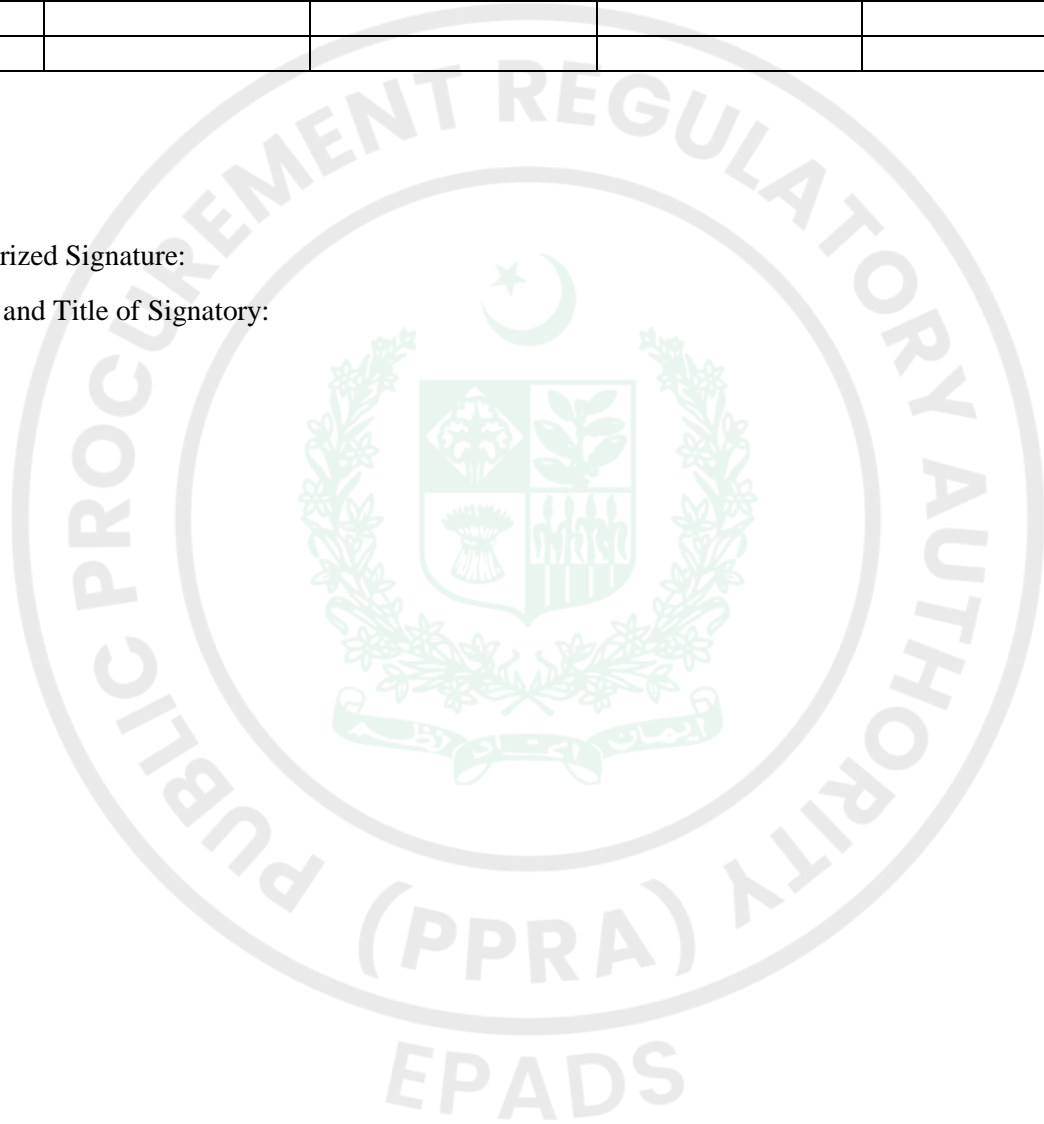 rized Signature:
and Title of Signatory:
PUBLIC PROCUREMENT REGULATORY AUTHORITY
(PPRA)
EPADS